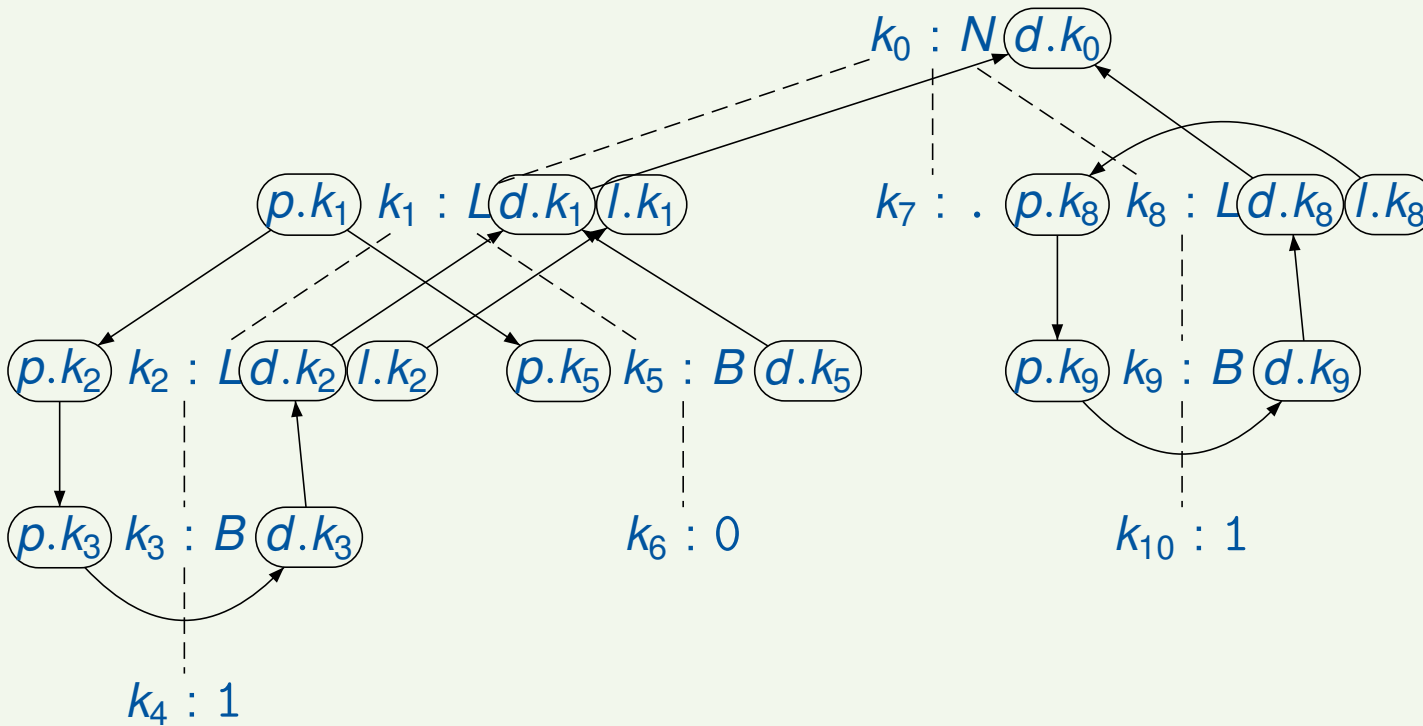 k₀ : N d.k₀
p.k₁ k₁ : L d.k₁ l.k₁ k₇ : . p.k₈ k₈ : L d.k₈ l.k₈
p.k₂ k₂ : L d.k₂ l.k₂ p.k₅ k₅ : B d.k₅ p.k₉ k₉ : B d.k₉
p.k₃ k₃ : B d.k₃ k₆ : 0 k₁₀ : 1
k₄ : 1